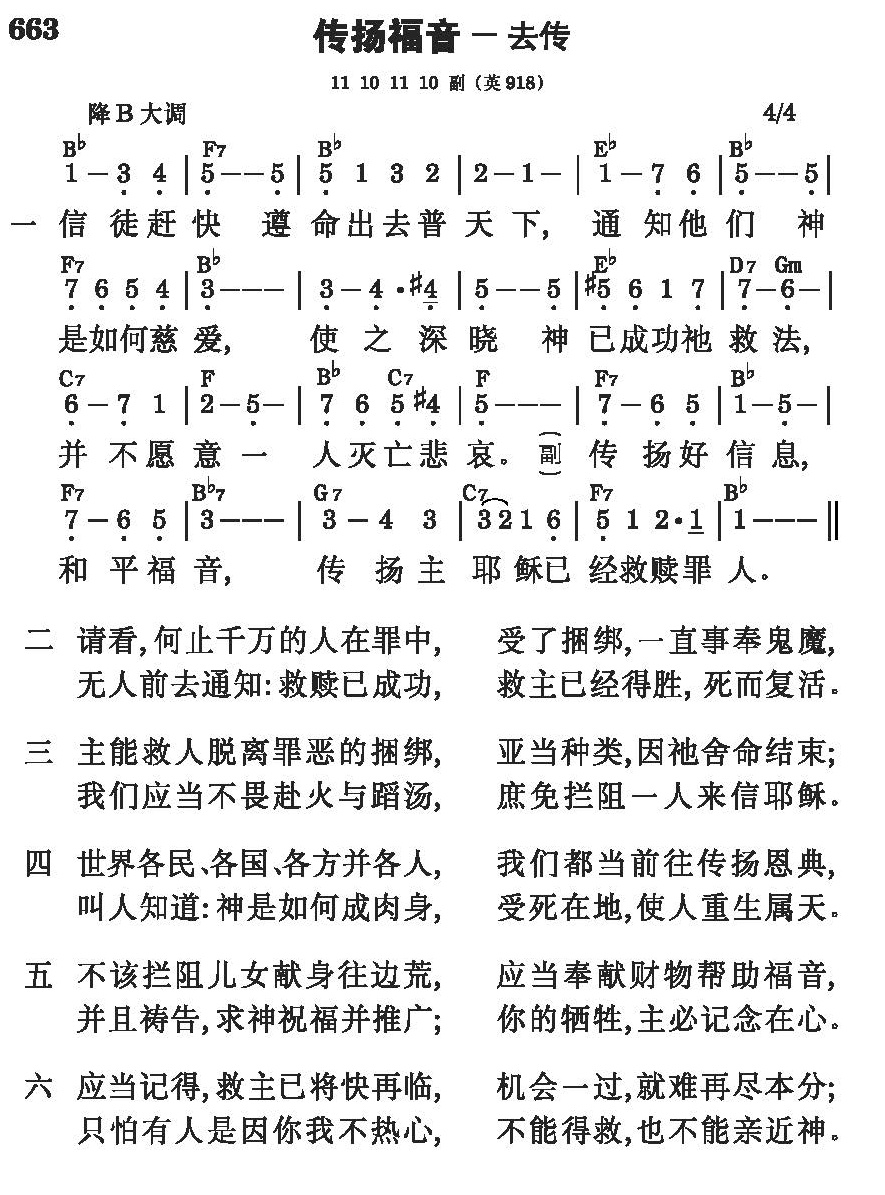 663
传扬福音 — 去传
11 10 11 10 副 (英918)
降B大调 4/4
B♭ F7 B♭ E♭ B♭
1 – 3 4 | 5 – – 5 | 5 1 3 2 | 2 – 1 – | 1 – 7 6 | 5 – – 5 |
一 信徒赶快 遵命出去普天下, 通知他们 神
F7 B♭ E♭ D7 Gm
7 6 5 4 | 3 – – – | 3 – 4 · #4 | 5 – – 5 | #5 6 1 7 | 7 – 6 – |
是如何慈爱, 使之深晓 神已成功祂救法,
C7 F B♭ C7 F F7 B♭
6 – 7 1 | 2 – 5 – | 7 6 5 #4 | 5 – – – | 7 – 6 5 | 1 – 5 – |
并不愿意一 人灭亡悲哀。(副) 传扬好信息,
F7 B♭7 G7 C7 F7 B♭
7 – 6 5 | 3 – – – | 3 – 4 3 | 3 2 1 6 | 5 1 2 · 1 | 1 – – – ‖
和平福音, 传扬主耶稣已经救赎罪人。
二 请看,何止千万的人在罪中, 受了捆绑,一直事奉鬼魔,
无人前去通知:救赎已成功, 救主已经得胜, 死而复活。
三 主能救人脱离罪恶的捆绑, 亚当种类,因祂舍命结束;
我们应当不畏赴火与蹈汤, 庶免拦阻一人来信耶稣。
四 世界各民、各国、各方并各人, 我们都当前往传扬恩典,
叫人知道:神是如何成肉身, 受死在地,使人重生属天。
五 不该拦阻儿女献身往边荒, 应当奉献财物帮助福音,
并且祷告,求神祝福并推广; 你的牺牲,主必记念在心。
六 应当记得,救主已将快再临, 机会一过,就难再尽本分;
只怕有人是因你我不热心, 不能得救,也不能亲近神。